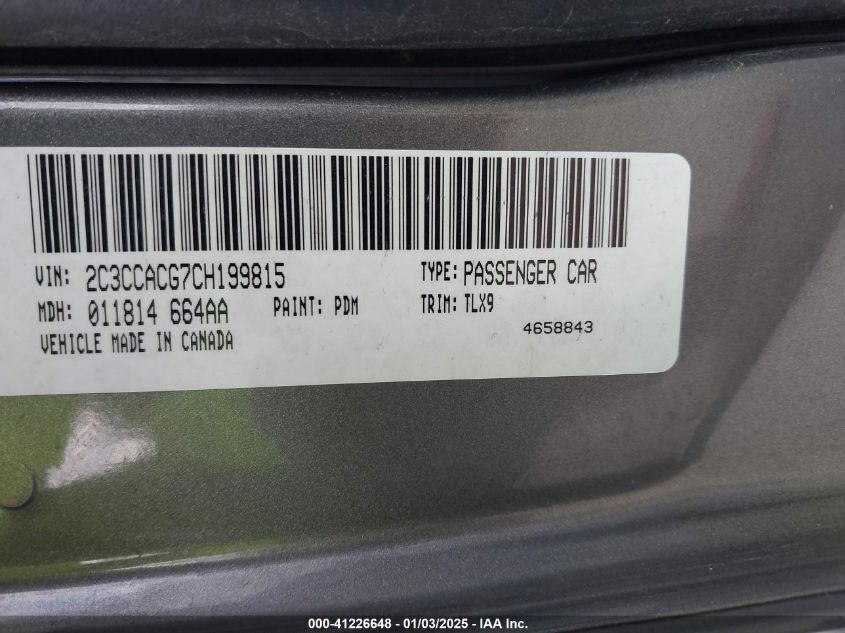 VIN: 2C3CCACG7CH199815 TYPE: PASSENGER CAR
MDH: 011814 664AA PAINT: PDM TRIM: TLX9
VEHICLE MADE IN CANADA 4658843
000-41226648 - 01/03/2025 - © IAA Inc.